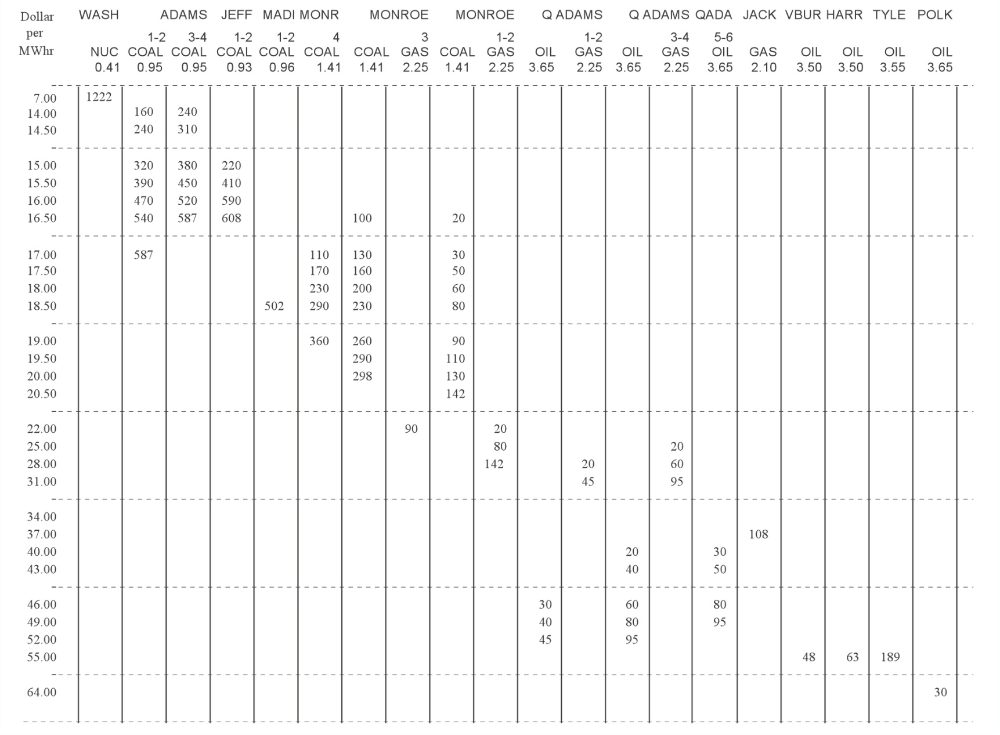 Dollar WASH ADAMS JEFF MADI MONR MONROE MONROE Q ADAMS Q ADAMS QADA JACK VBUR HARR TYLE POLK
per 1-2 3-4 1-2 1-2 4 3 1-2 1-2 3-4 5-6
MWhr NUC COAL COAL COAL COAL COAL COAL GAS COAL GAS OIL GAS OIL GAS OIL GAS OIL OIL OIL OIL
0.41 0.95 0.95 0.93 0.96 1.41 1.41 2.25 1.41 2.25 3.65 2.25 3.65 2.25 3.65 2.10 3.50 3.50 3.55 3.65
7.00 1222
14.00 160 240
14.50 240 310
15.00 320 380 220
15.50 390 450 410
16.00 470 520 590
16.50 540 587 608 100 20
17.00 587 110 130 30
17.50 170 160 50
18.00 230 200 60
18.50 502 290 230 80
19.00 360 260 90
19.50 290 110
20.00 298 130
20.50 142
22.00 90 20
25.00 80 20
28.00 142 20 60
31.00 45 95
34.00
37.00 108
40.00 20 30
43.00 40 50
46.00 30 60 80
49.00 40 80 95
52.00 45 95
55.00 48 63 189
64.00 30